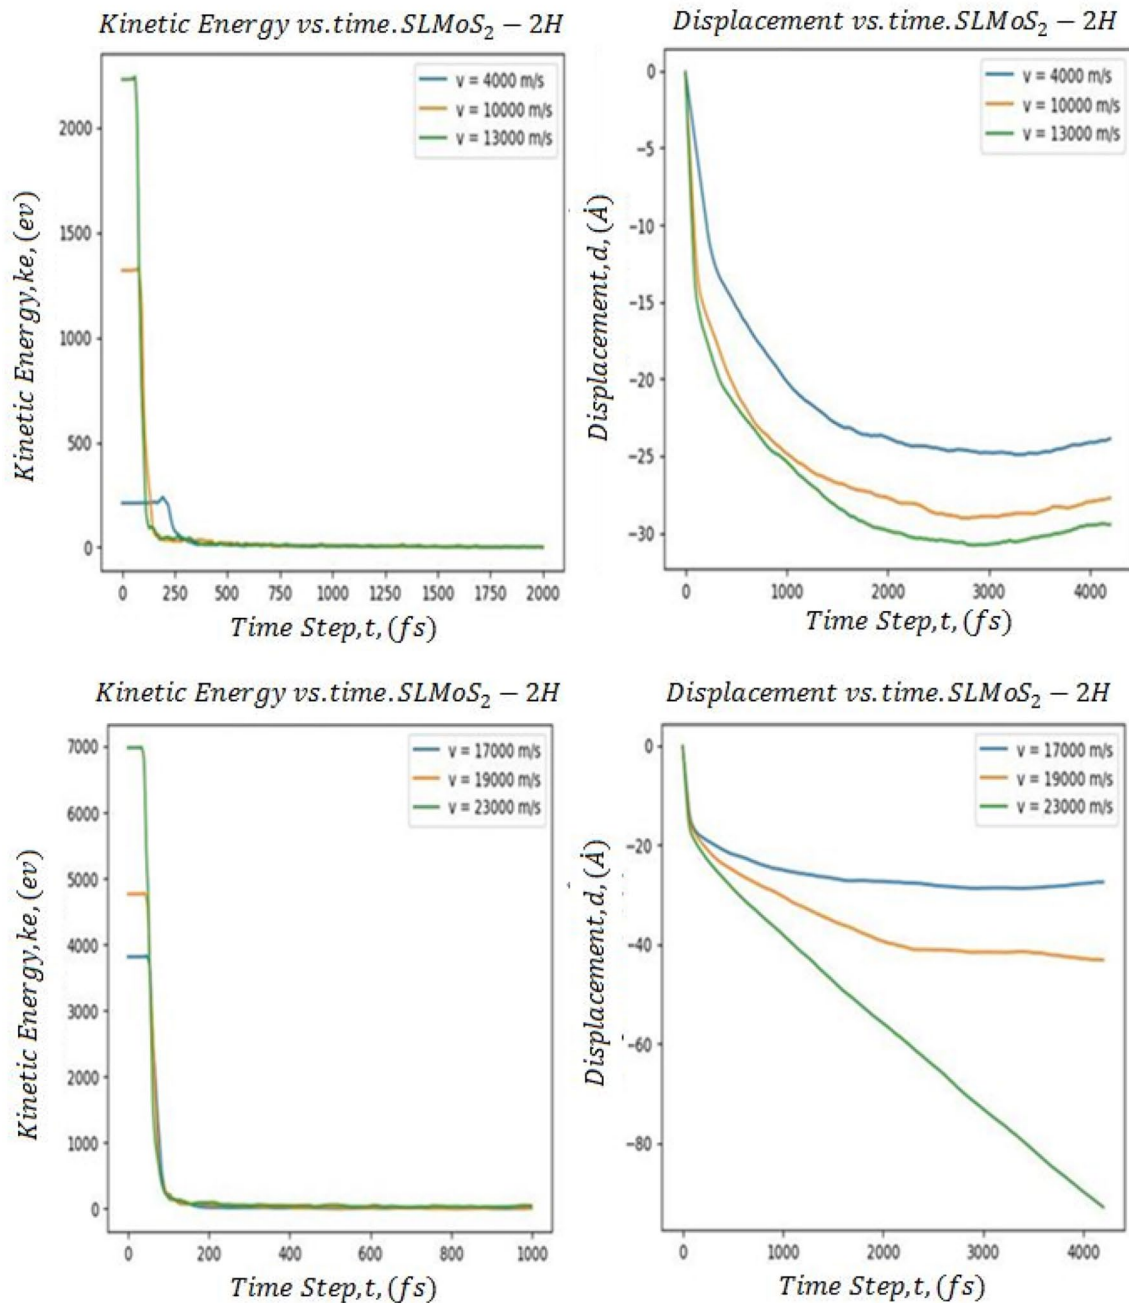 Kinetic Energy vs.time.SLMoS₂ − 2H
v = 4000 m/s
v = 10000 m/s
v = 13000 m/s
2000
1500
1000
500
0
Kinetic Energy,ke,(ev)
0 250 500 750 1000 1250 1500 1750 2000
Time Step,t,(fs)
Displacement vs.time.SLMoS₂ − 2H
v = 4000 m/s
v = 10000 m/s
v = 13000 m/s
0
−5
−10
−15
−20
−25
−30
Displacement,d,(Å)
0 1000 2000 3000 4000
Time Step,t,(fs)
Kinetic Energy vs.time.SLMoS₂ − 2H
v = 17000 m/s
v = 19000 m/s
v = 23000 m/s
7000
6000
5000
4000
3000
2000
1000
0
Kinetic Energy,ke,(ev)
0 200 400 600 800 1000
Time Step,t,(fs)
Displacement vs.time.SLMoS₂ − 2H
v = 17000 m/s
v = 19000 m/s
v = 23000 m/s
0
−20
−40
−60
−80
Displacement,d,(Å)
0 1000 2000 3000 4000
Time Step,t,(fs)